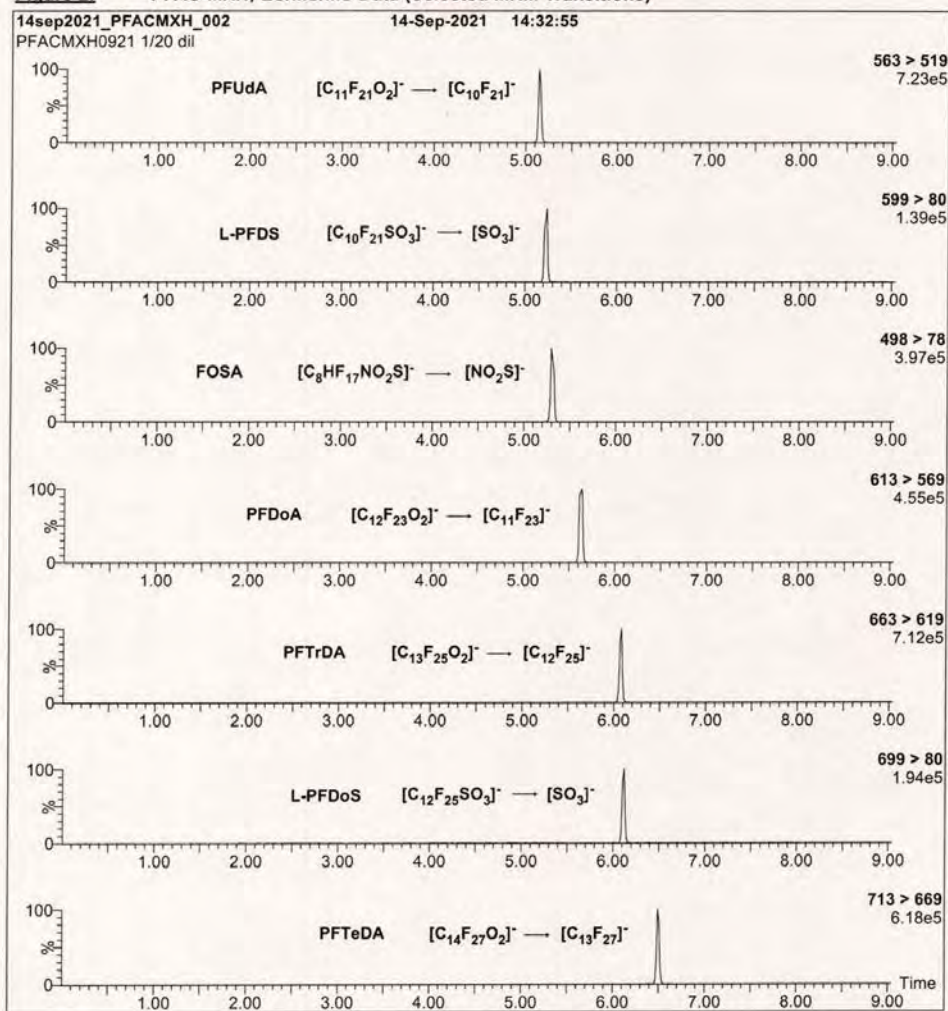 14sep2021_PFACMXH_002 14-Sep-2021 14:32:55
PFACMXH0921 1/20 dil
563 > 519
7.23e5
PFUdA [C₁₁F₂₁O₂]⁻ → [C₁₀F₂₁]⁻
100
%
0
1.00 2.00 3.00 4.00 5.00 6.00 7.00 8.00 9.00
599 > 80
1.39e5
L-PFDS [C₁₀F₂₁SO₃]⁻ → [SO₃]⁻
100
%
0
1.00 2.00 3.00 4.00 5.00 6.00 7.00 8.00 9.00
498 > 78
3.97e5
FOSA [C₈HF₁₇NO₂S]⁻ → [NO₂S]⁻
100
%
0
1.00 2.00 3.00 4.00 5.00 6.00 7.00 8.00 9.00
613 > 569
4.55e5
PFDoA [C₁₂F₂₃O₂]⁻ → [C₁₁F₂₃]⁻
100
%
0
1.00 2.00 3.00 4.00 5.00 6.00 7.00 8.00 9.00
663 > 619
7.12e5
PFTrDA [C₁₃F₂₅O₂]⁻ → [C₁₂F₂₅]⁻
100
%
0
1.00 2.00 3.00 4.00 5.00 6.00 7.00 8.00 9.00
699 > 80
1.94e5
L-PFDoS [C₁₂F₂₅SO₃]⁻ → [SO₃]⁻
100
%
0
1.00 2.00 3.00 4.00 5.00 6.00 7.00 8.00 9.00
713 > 669
6.18e5
PFTeDA [C₁₄F₂₇O₂]⁻ → [C₁₃F₂₇]⁻
100
%
0
Time
1.00 2.00 3.00 4.00 5.00 6.00 7.00 8.00 9.00